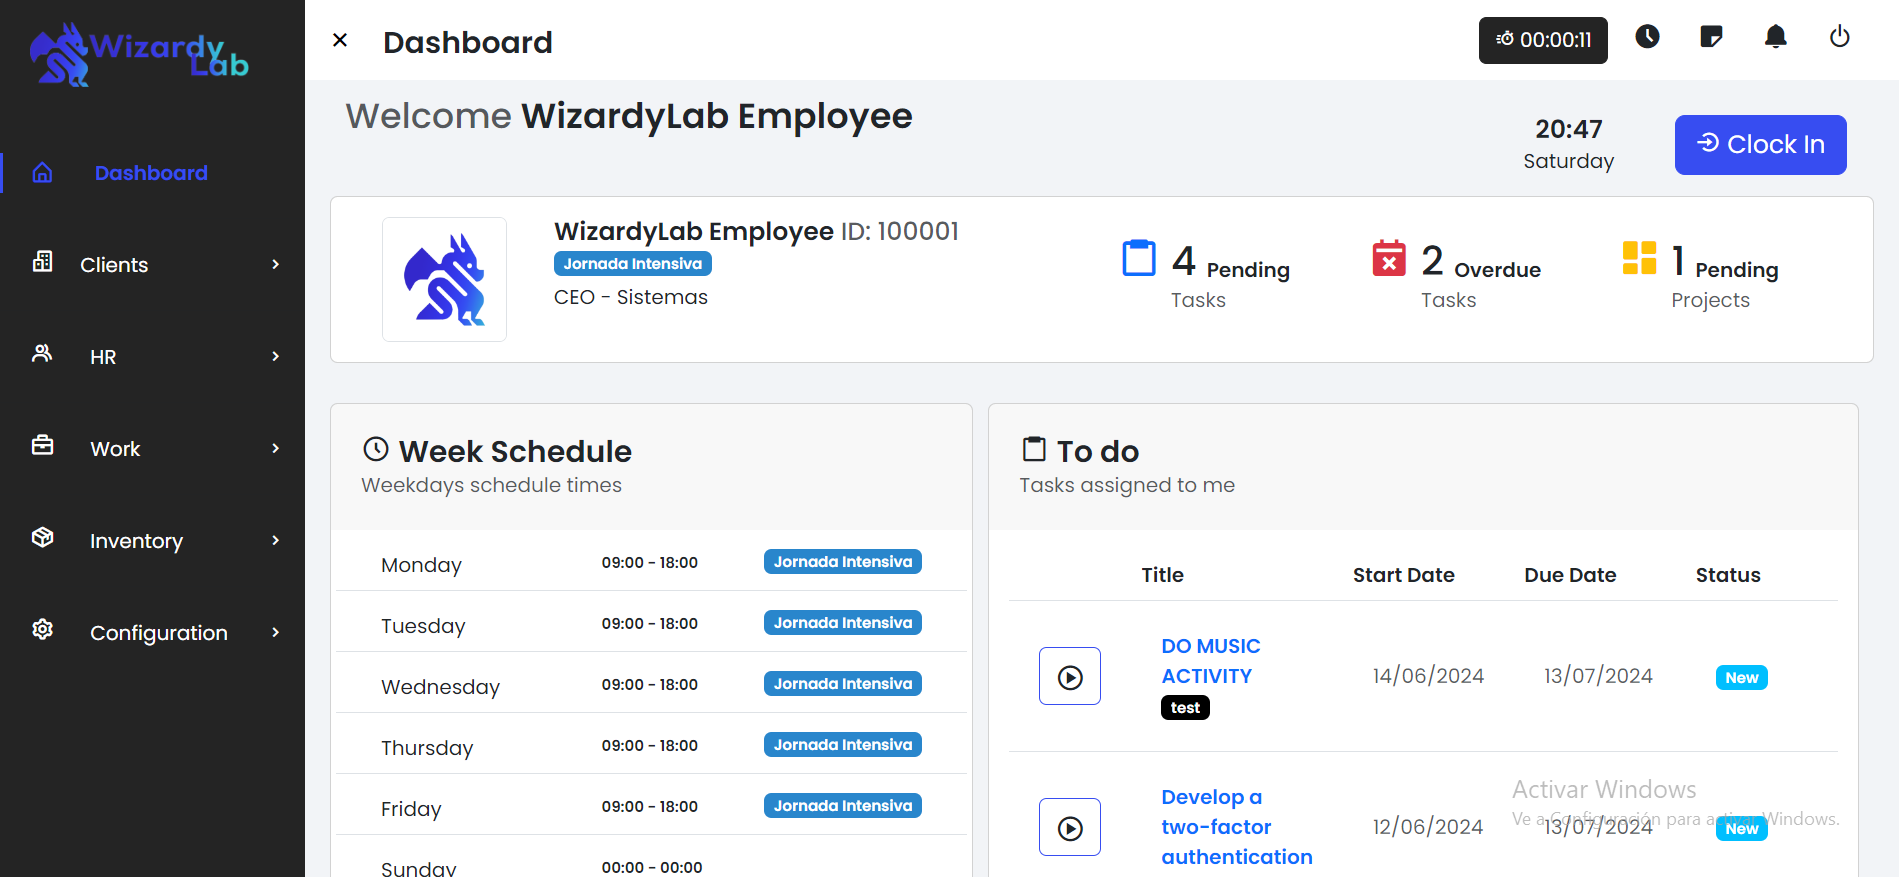 Wizardy
Lab
Dashboard
00:00:11
Welcome WizardyLab Employee
20:47
Saturday
Clock In
Dashboard
Clients
HR
Work
Inventory
Configuration
WizardyLab Employee ID: 100001
Jornada Intensiva
CEO - Sistemas
4 Pending
Tasks
2 Overdue
Tasks
1 Pending
Projects
Week Schedule
Weekdays schedule times
Monday 09:00 - 18:00 Jornada Intensiva
Tuesday 09:00 - 18:00 Jornada Intensiva
Wednesday 09:00 - 18:00 Jornada Intensiva
Thursday 09:00 - 18:00 Jornada Intensiva
Friday 09:00 - 18:00 Jornada Intensiva
Sunday 00:00 - 00:00
To do
Tasks assigned to me
Title Start Date Due Date Status
DO MUSIC
ACTIVITY
test
14/06/2024 13/07/2024 New
Develop a
two-factor
authentication
12/06/2024 13/07/2024 New
Activar Windows
Ve a Configuración para activar Windows.